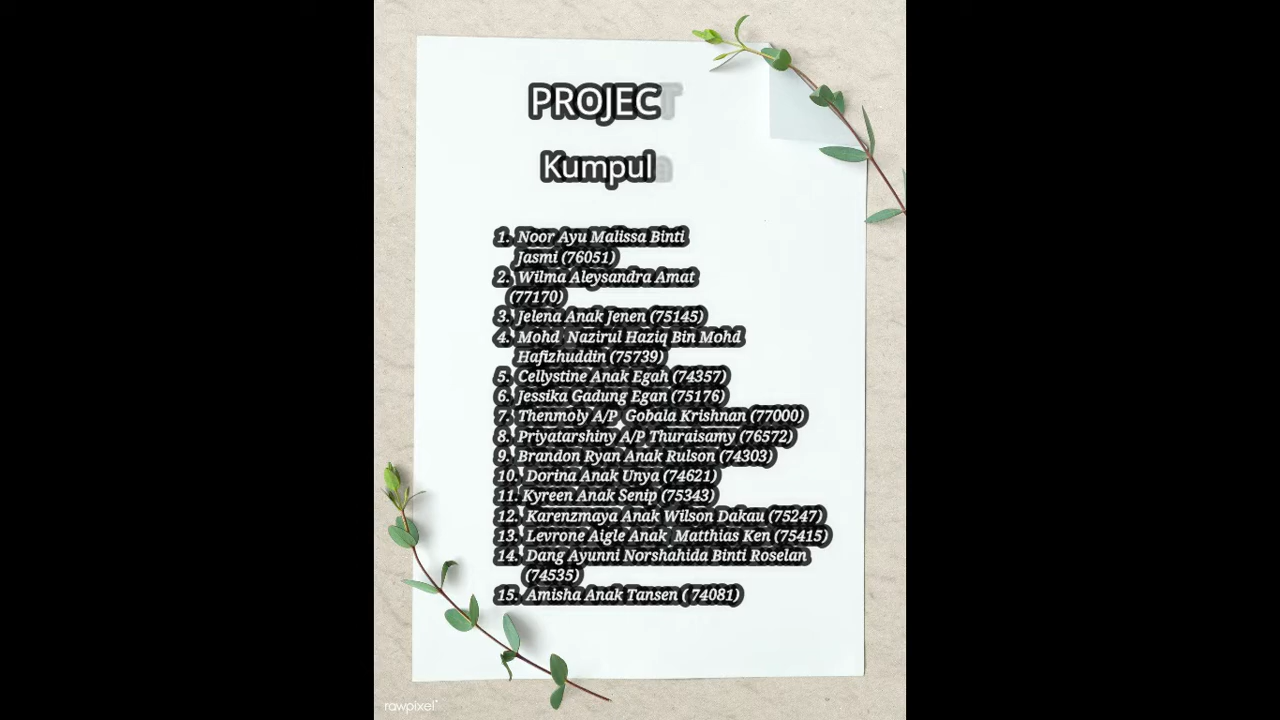 PROJECT
Kumpula
1. Noor Ayu Malissa Binti
Jasmi (76051)
2. Wilma Aleysandra Amat
(77170)
3. Jelena Anak Jenen (75145)
4. Mohd Nazirul Haziq Bin Mohd
Hafizhuddin (75739)
5. Cellystine Anak Egah (74357)
6. Jessika Gadung Egan (75176)
7. Thenmoly A/P Gobala Krishnan (77000)
8. Priyatarshiny A/P Thuraisamy (76572)
9. Brandon Ryan Anak Rulson (74303)
10. Dorina Anak Unya (74621)
11. Kyreen Anak Senip (75343)
12. Karenzmaya Anak Wilson Dakau (75247)
13. Levrone Aigle Anak Matthias Ken (75415)
14. Dang Ayunni Norshahida Binti Roselan
(74535)
15. Amisha Anak Tansen ( 74081)
rawpixel